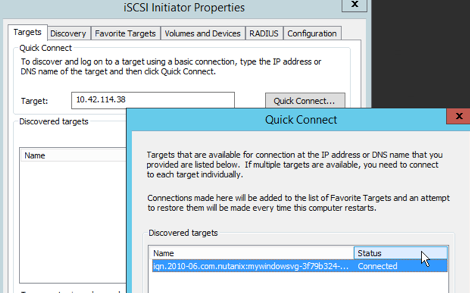 iSCSI Initiator Properties
x
Targets Discovery Favorite Targets Volumes and Devices RADIUS Configuration
Quick Connect
To discover and log on to a target using a basic connection, type the IP address or
DNS name of the target and then click Quick Connect.
Target: 10.42.114.38 Quick Connect...
Discovered targets
Name
Quick Connect
x
Targets that are available for connection at the IP address or DNS name that you
provided are listed below. If multiple targets are available, you need to connect
to each target individually.
Connections made here will be added to the list of Favorite Targets and an attempt
to restore them will be made every time this computer restarts.
Discovered targets
Name Status
iqn.2010-06.com.nutanix:mywindowsvg-3f79b324-... Connected